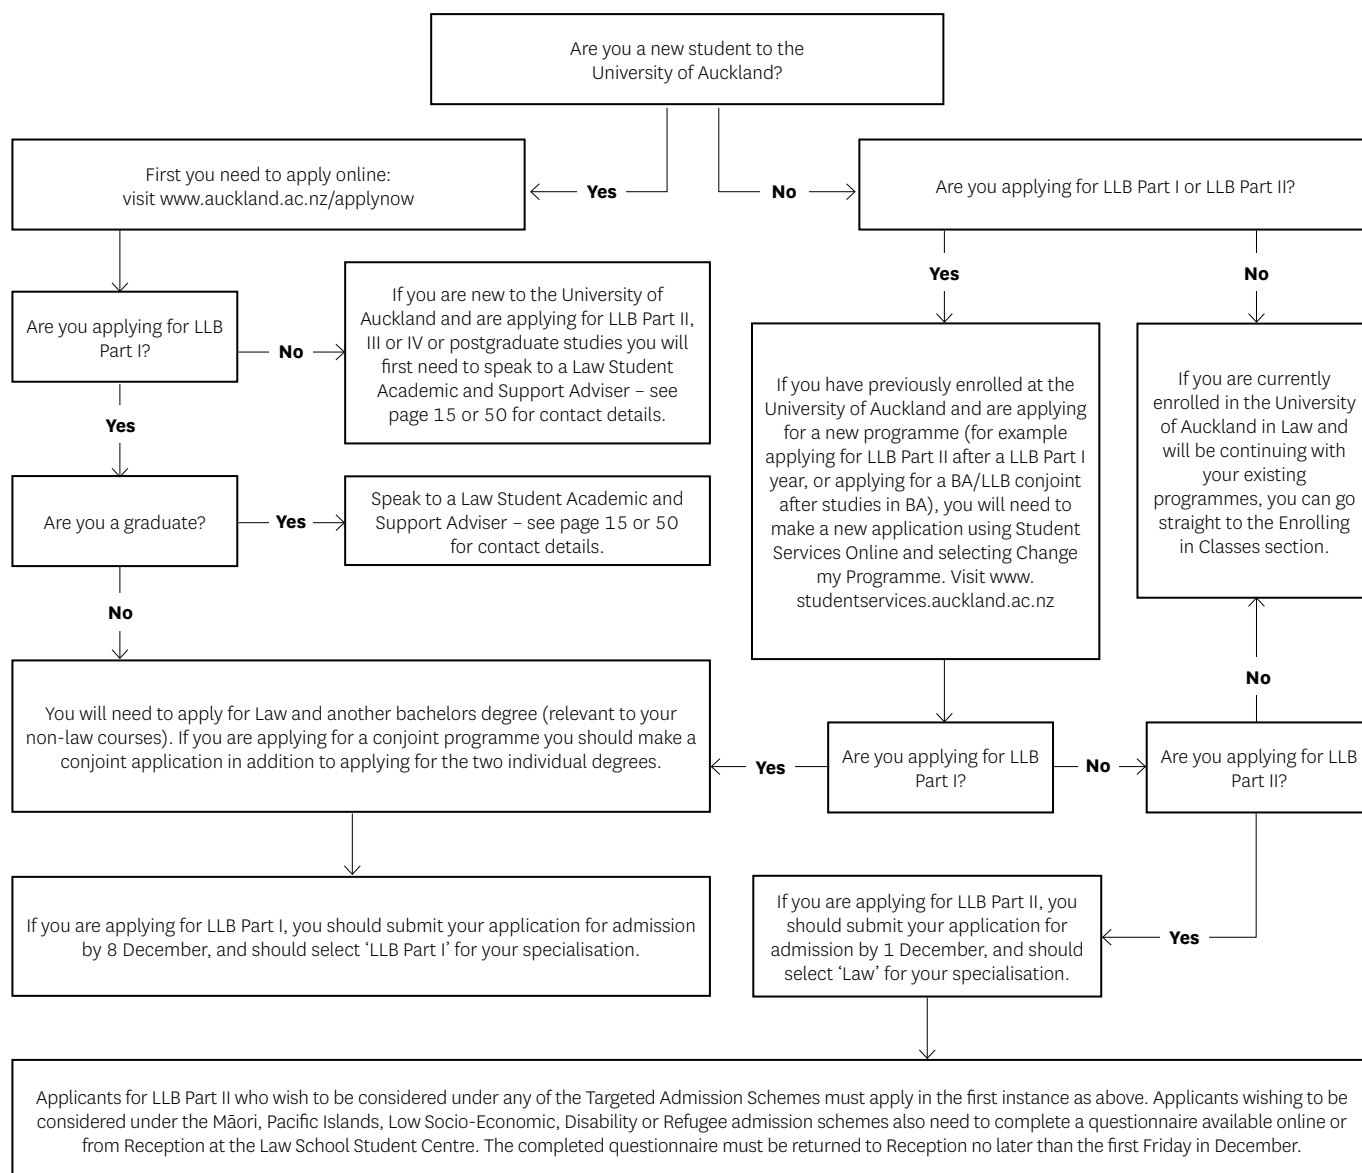 Are you a new student to the
University of Auckland?
First you need to apply online:
visit www.auckland.ac.nz/applynow
Yes
No
Are you applying for LLB Part I or LLB Part II?
Yes
No
Are you applying for LLB
Part I?
No
If you are new to the University of
Auckland and are applying for LLB Part II,
III or IV or postgraduate studies you will
first need to speak to a Law Student
Academic and Support Adviser – see
page 15 or 50 for contact details.
If you have previously enrolled at the
University of Auckland and are applying
for a new programme (for example
applying for LLB Part II after a LLB Part I
year, or applying for a BA/LLB conjoint
after studies in BA), you will need to
make a new application using Student
Services Online and selecting Change
my Programme. Visit www.
studentservices.auckland.ac.nz
If you are currently
enrolled in the University
of Auckland in Law and
will be continuing with
your existing
programmes, you can go
straight to the Enrolling
in Classes section.
Yes
Are you a graduate?
Yes
Speak to a Law Student Academic and
Support Adviser – see page 15 or 50
for contact details.
No
No
You will need to apply for Law and another bachelors degree (relevant to your
non-law courses). If you are applying for a conjoint programme you should make a
conjoint application in addition to applying for the two individual degrees.
Yes
Are you applying for LLB
Part I?
No
Are you applying for LLB
Part II?
If you are applying for LLB Part I, you should submit your application for admission
by 8 December, and should select ‘LLB Part I’ for your specialisation.
If you are applying for LLB Part II, you
should submit your application for
admission by 1 December, and should
select ‘Law’ for your specialisation.
Yes
Applicants for LLB Part II who wish to be considered under any of the Targeted Admission Schemes must apply in the first instance as above. Applicants wishing to be
considered under the Māori, Pacific Islands, Low Socio-Economic, Disability or Refugee admission schemes also need to complete a questionnaire available online or
from Reception at the Law School Student Centre. The completed questionnaire must be returned to Reception no later than the first Friday in December.